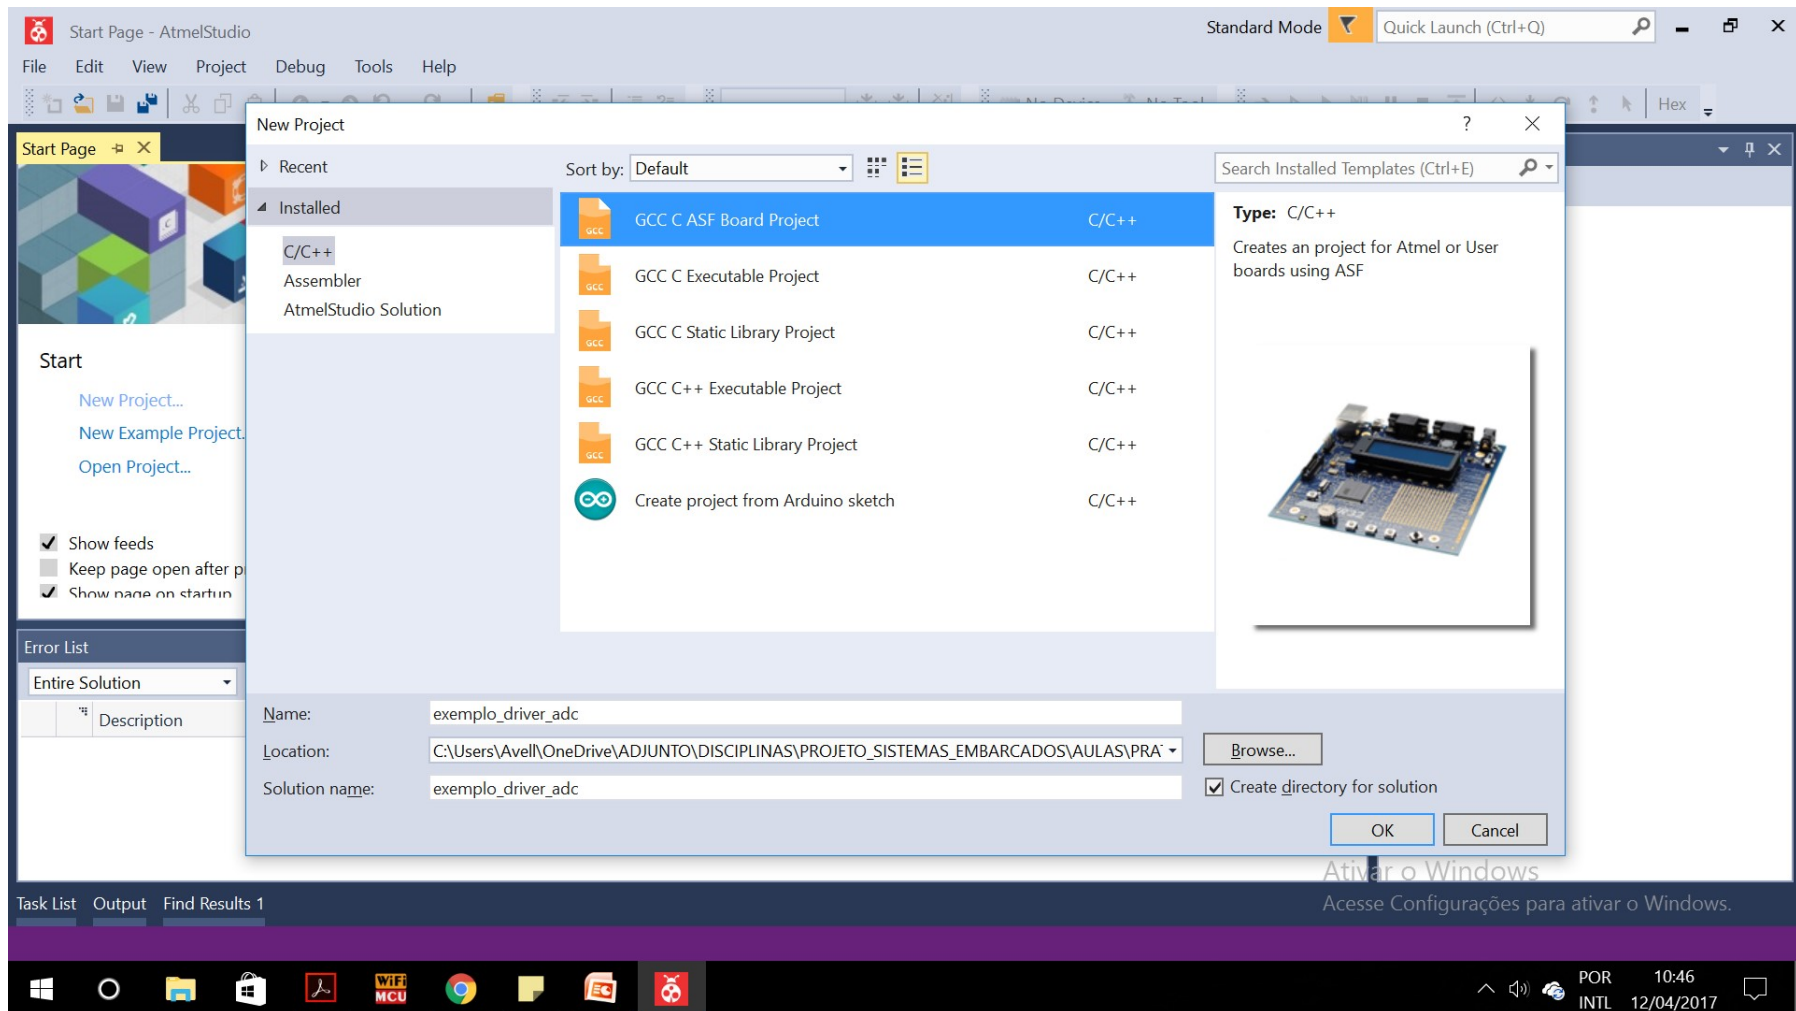 Start Page - AtmelStudio
Standard Mode
Quick Launch (Ctrl+Q)
File Edit View Project Debug Tools Help
Hex
Start Page
New Project
?
Recent
Sort by: Default
Search Installed Templates (Ctrl+E)
Installed
C/C++
Assembler
AtmelStudio Solution
GCC C ASF Board Project C/C++
GCC C Executable Project C/C++
GCC C Static Library Project C/C++
GCC C++ Executable Project C/C++
GCC C++ Static Library Project C/C++
Create project from Arduino sketch C/C++
Type: C/C++
Creates an project for Atmel or User
boards using ASF
Start
New Project...
New Example Project.
Open Project...
Show feeds
Keep page open after p
Show page on startup
Error List
Entire Solution
Description
Name: exemplo_driver_adc
Location: C:\Users\Avell\OneDrive\ADJUNTO\DISCIPLINAS\PROJETO_SISTEMAS_EMBARCADOS\AULAS\PRA
Browse...
Solution name: exemplo_driver_adc
Create directory for solution
OK Cancel
Ativar o Windows
Acesse Configurações para ativar o Windows.
Task List Output Find Results 1
WiFi
MCU
POR
INTL
10:46
12/04/2017